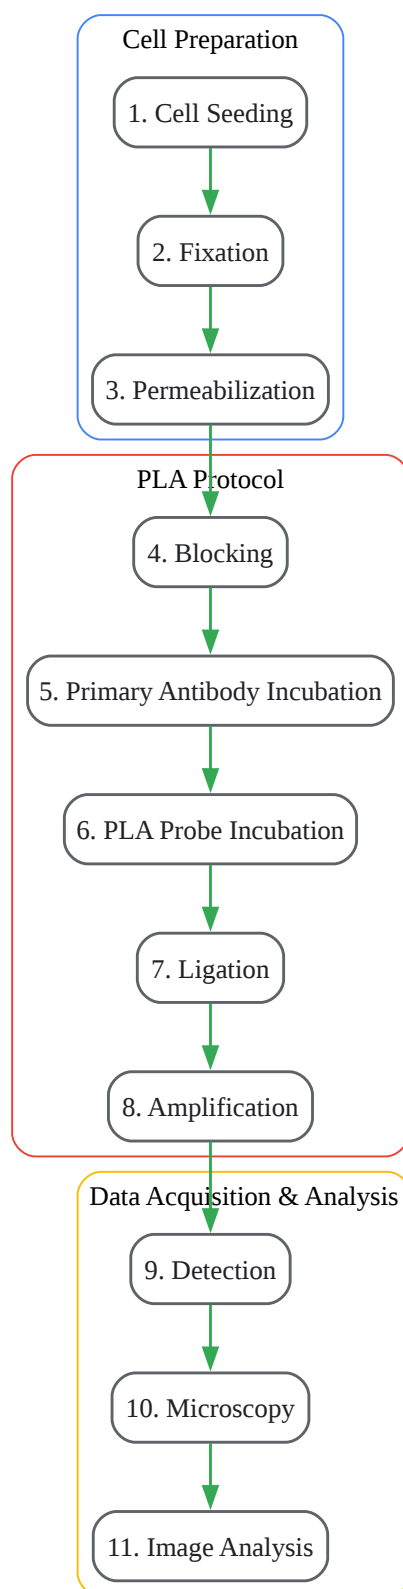 Cell Preparation
1. Cell Seeding
2. Fixation
3. Permeabilization
PLA Protocol
4. Blocking
5. Primary Antibody Incubation
6. PLA Probe Incubation
7. Ligation
8. Amplification
Data Acquisition & Analysis
9. Detection
10. Microscopy
11. Image Analysis